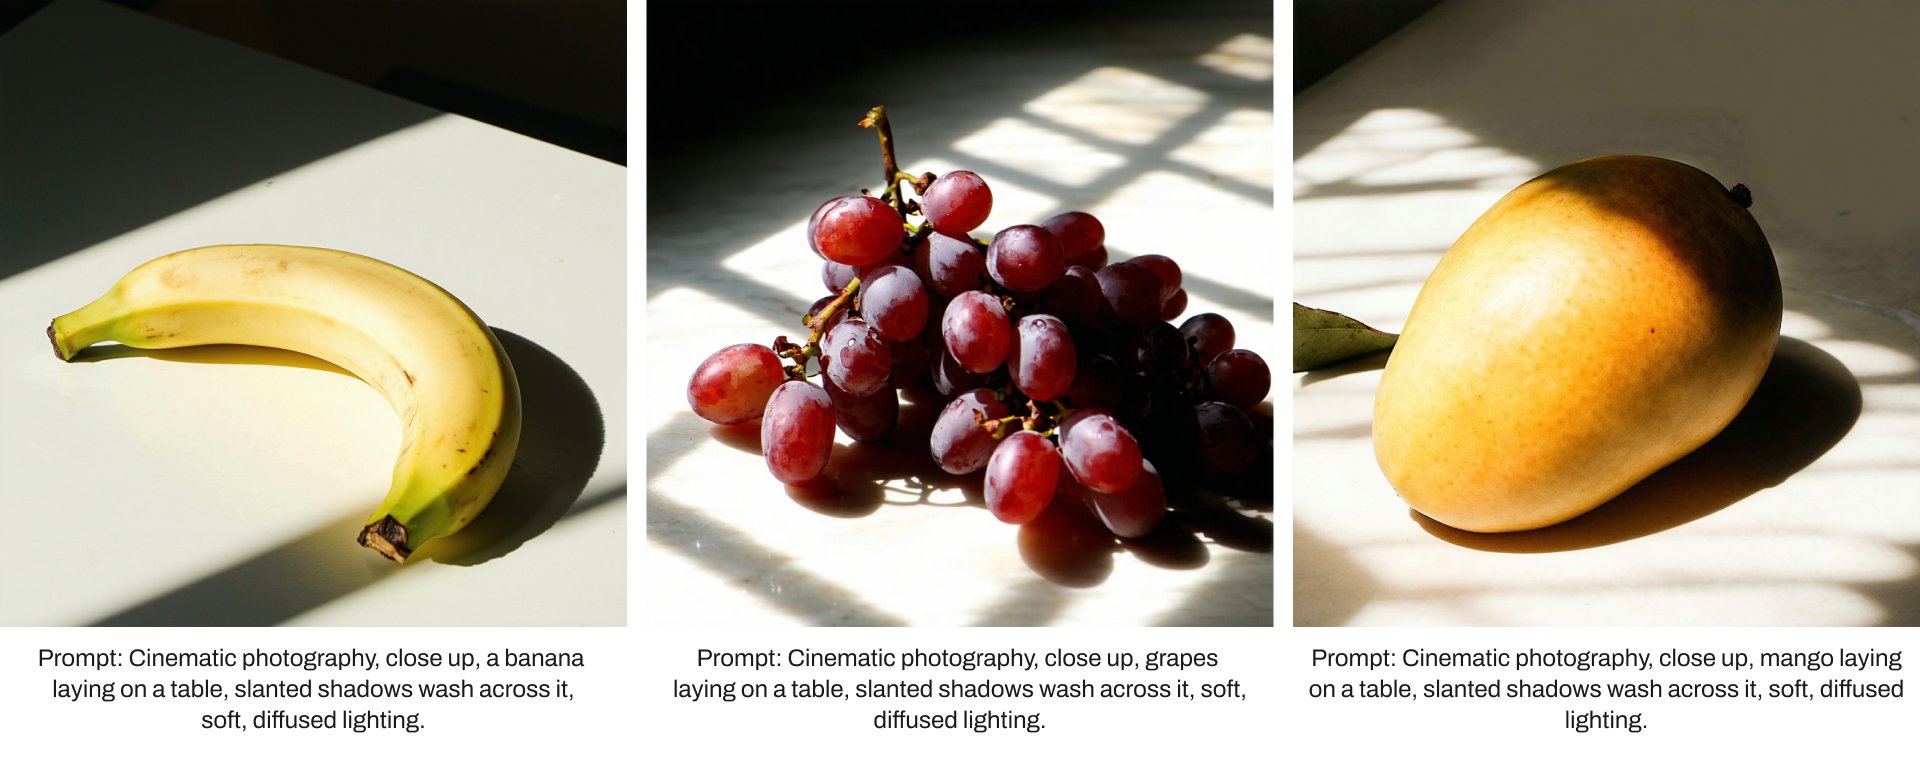 Prompt: Cinematic photography, close up, a banana
laying on a table, slanted shadows wash across it,
soft, diffused lighting.
Prompt: Cinematic photography, close up, grapes
laying on a table, slanted shadows wash across it, soft,
diffused lighting.
Prompt: Cinematic photography, close up, mango laying
on a table, slanted shadows wash across it, soft, diffused
lighting.